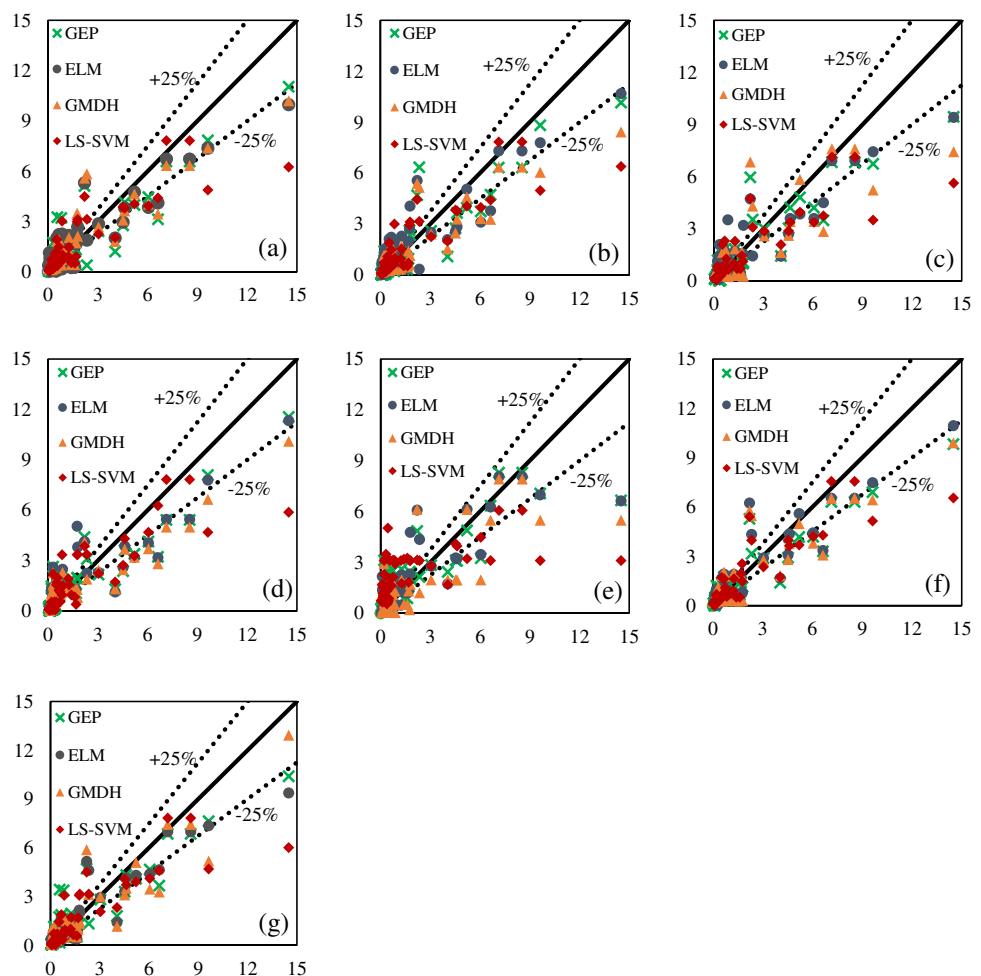 15
12
9
6
3
0
GEP
ELM
GMDH
LS-SVM
+25%
-25%
(a)
0 3 6 9 12 15
15
12
9
6
3
0
GEP
ELM
GMDH
LS-SVM
+25%
-25%
(b)
0 3 6 9 12 15
15
12
9
6
3
0
GEP
ELM
GMDH
LS-SVM
+25%
-25%
(c)
0 3 6 9 12 15
15
12
9
6
3
0
GEP
ELM
GMDH
LS-SVM
+25%
-25%
(d)
0 3 6 9 12 15
15
12
9
6
3
0
GEP
ELM
GMDH
LS-SVM
+25%
-25%
(e)
0 3 6 9 12 15
15
12
9
6
3
0
GEP
ELM
GMDH
LS-SVM
+25%
-25%
(f)
0 3 6 9 12 15
15
12
9
6
3
0
GEP
ELM
GMDH
LS-SVM
+25%
-25%
(g)
0 3 6 9 12 15